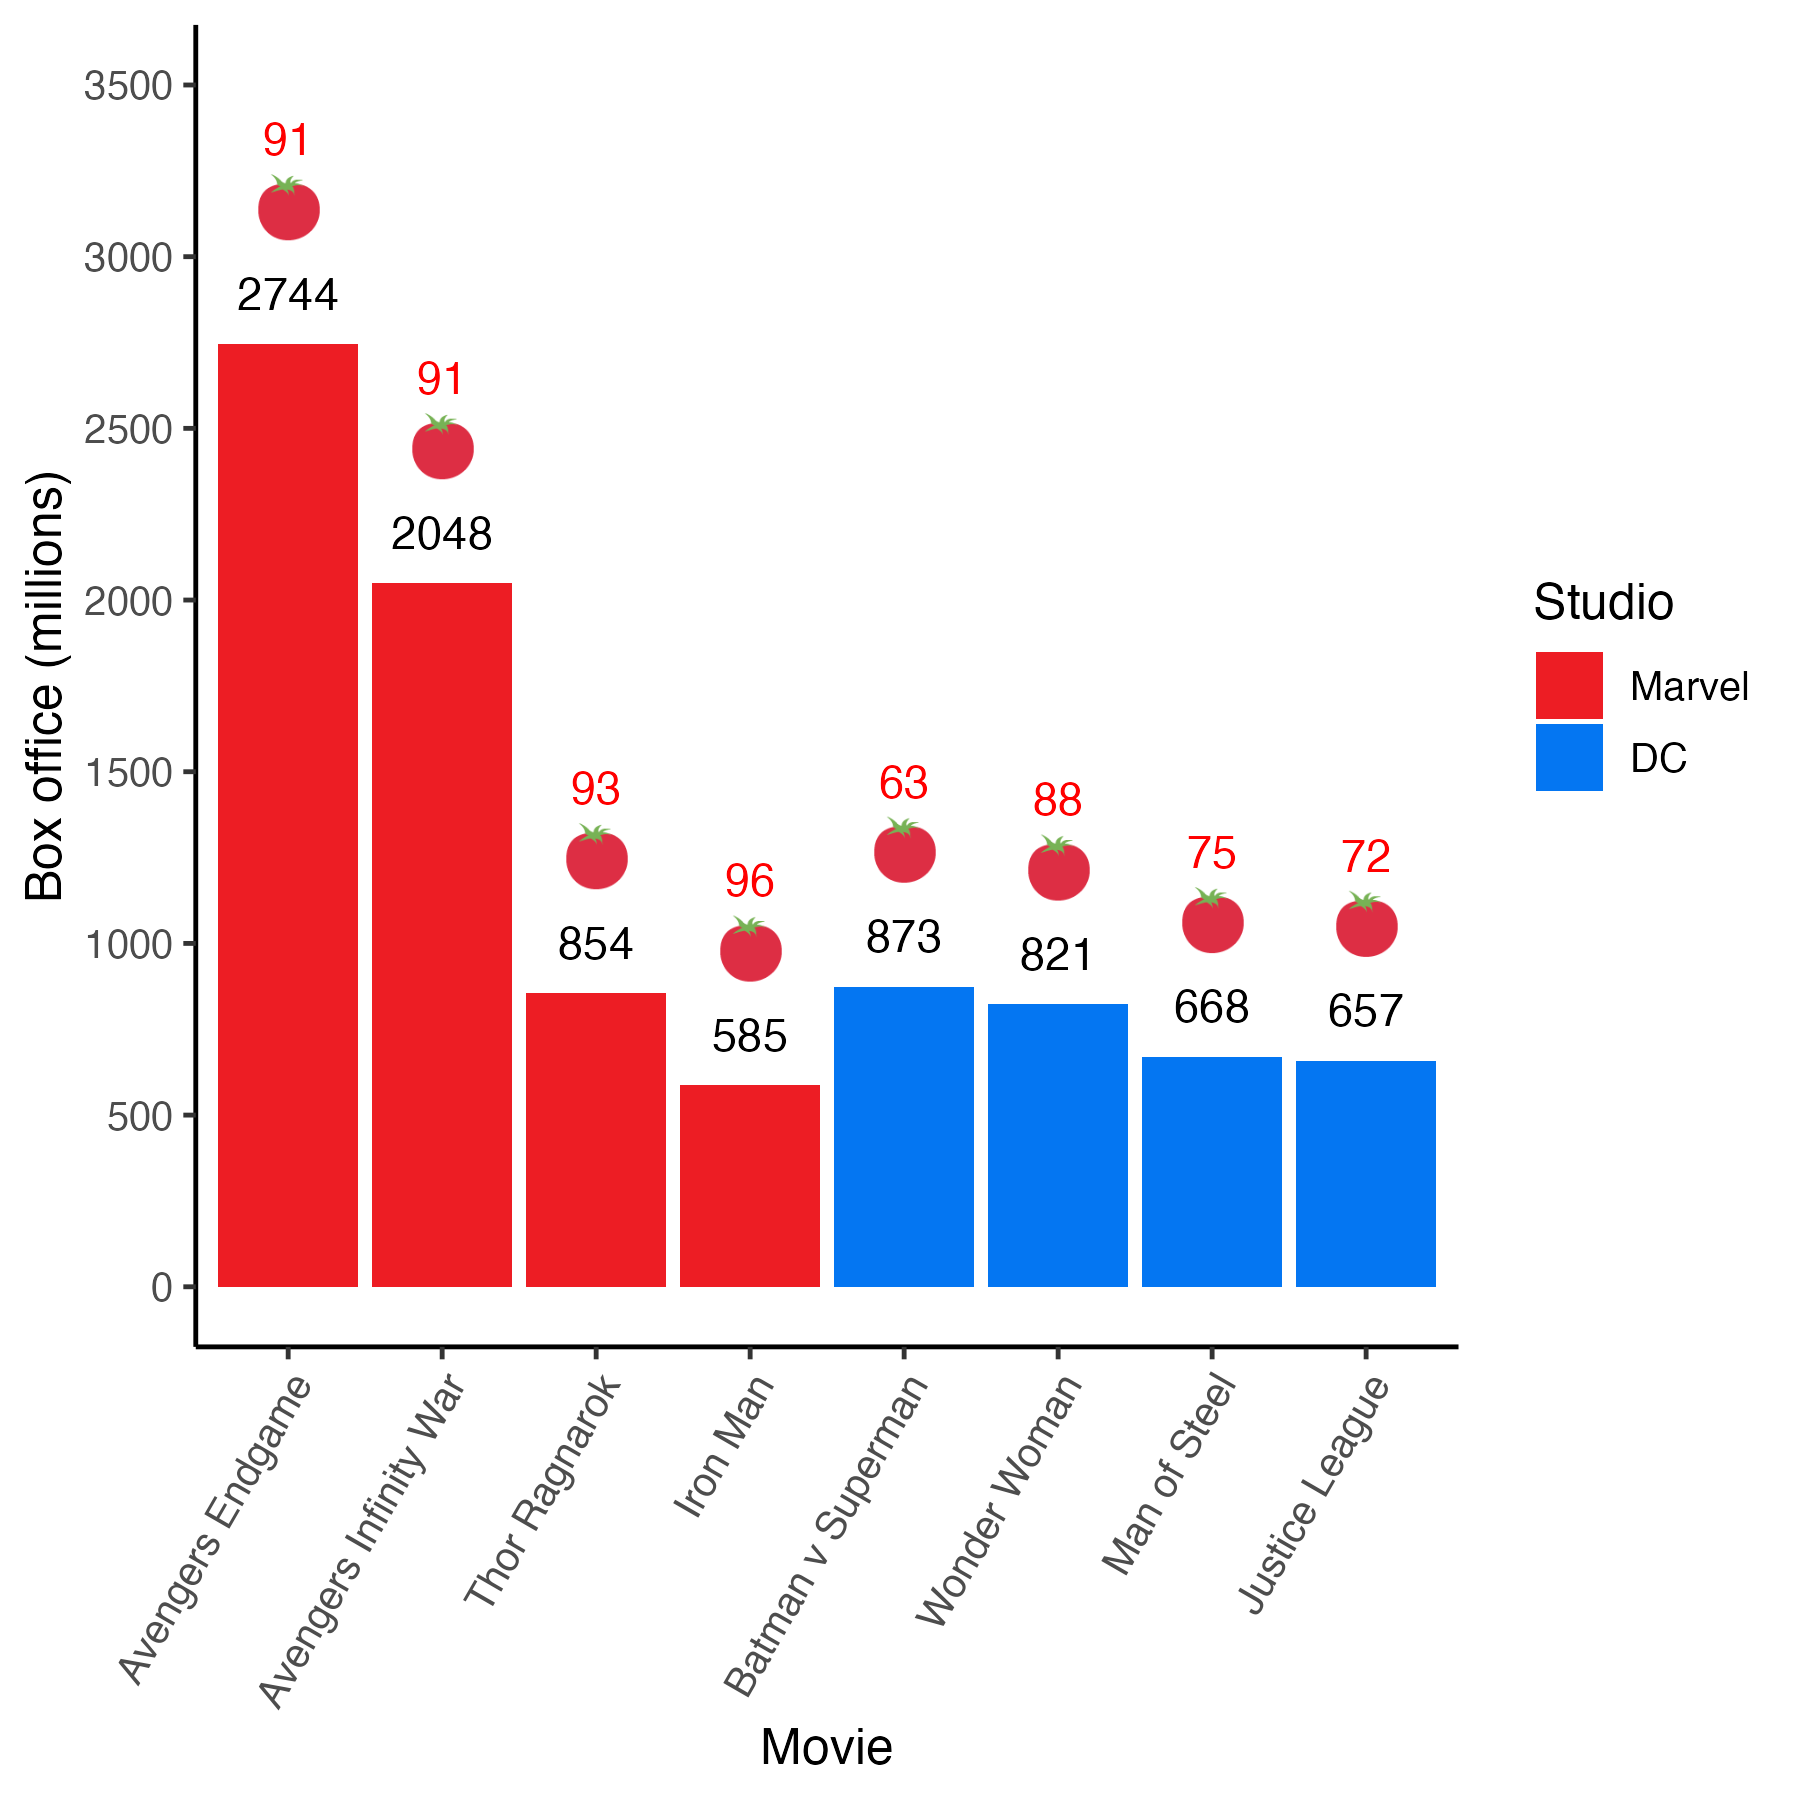 Box office (millions)
3500
3000
2500
2000
1500
1000
500
0
91
2744
91
2048
93
854
96
585
63
873
88
821
75
668
72
657
Avengers Endgame
Avengers Infinity War
Thor Ragnarok
Iron Man
Batman v Superman
Wonder Woman
Man of Steel
Justice League
Movie
Studio
Marvel
DC